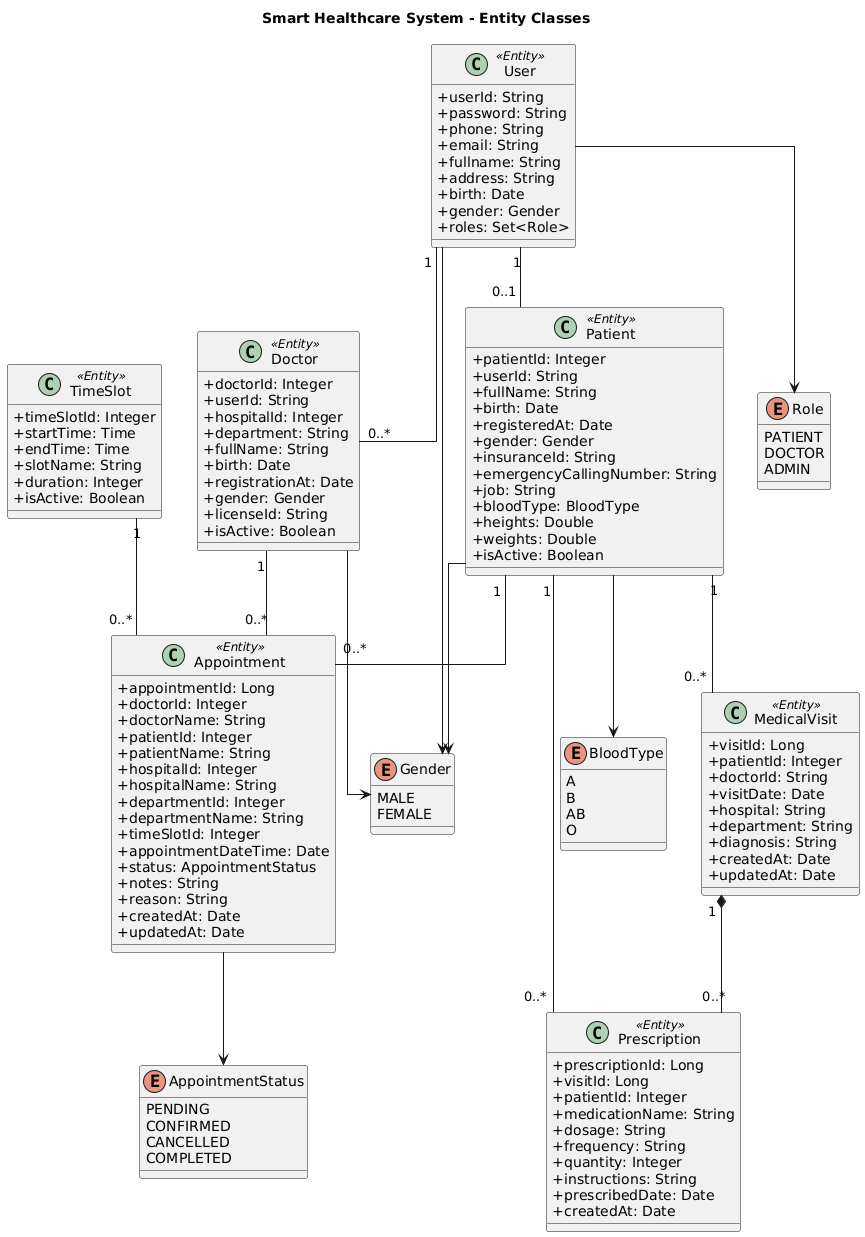 Smart Healthcare System - Entity Classes
C
«Entity»
User
+userId: String
+password: String
+phone: String
+email: String
+fullname: String
+address: String
+birth: Date
+gender: Gender
+roles: Set<Role>
1
1
0..1
0..*
C
«Entity»
TimeSlot
+timeSlotId: Integer
+startTime: Time
+endTime: Time
+slotName: String
+duration: Integer
+isActive: Boolean
1
0..*
C
«Entity»
Doctor
+doctorId: Integer
+userId: String
+hospitalId: Integer
+department: String
+fullName: String
+birth: Date
+registrationAt: Date
+gender: Gender
+licenseId: String
+isActive: Boolean
1
0..*
C
«Entity»
Patient
+patientId: Integer
+userId: String
+fullName: String
+birth: Date
+registeredAt: Date
+gender: Gender
+insuranceId: String
+emergencyCallingNumber: String
+job: String
+bloodType: BloodType
+heights: Double
+weights: Double
+isActive: Boolean
1
1
1
0..*
0..*
E Role
PATIENT
DOCTOR
ADMIN
C
«Entity»
Appointment
+appointmentId: Long
+doctorId: Integer
+doctorName: String
+patientId: Integer
+patientName: String
+hospitalId: Integer
+hospitalName: String
+departmentId: Integer
+departmentName: String
+timeSlotId: Integer
+appointmentDateTime: Date
+status: AppointmentStatus
+notes: String
+reason: String
+createdAt: Date
+updatedAt: Date
E Gender
MALE
FEMALE
E BloodType
A
B
AB
O
C
«Entity»
MedicalVisit
+visitId: Long
+patientId: Integer
+doctorId: String
+visitDate: Date
+hospital: String
+department: String
+diagnosis: String
+createdAt: Date
+updatedAt: Date
1
0..*
0..*
E AppointmentStatus
PENDING
CONFIRMED
CANCELLED
COMPLETED
C
«Entity»
Prescription
+prescriptionId: Long
+visitId: Long
+patientId: Integer
+medicationName: String
+dosage: String
+frequency: String
+quantity: Integer
+instructions: String
+prescribedDate: Date
+createdAt: Date